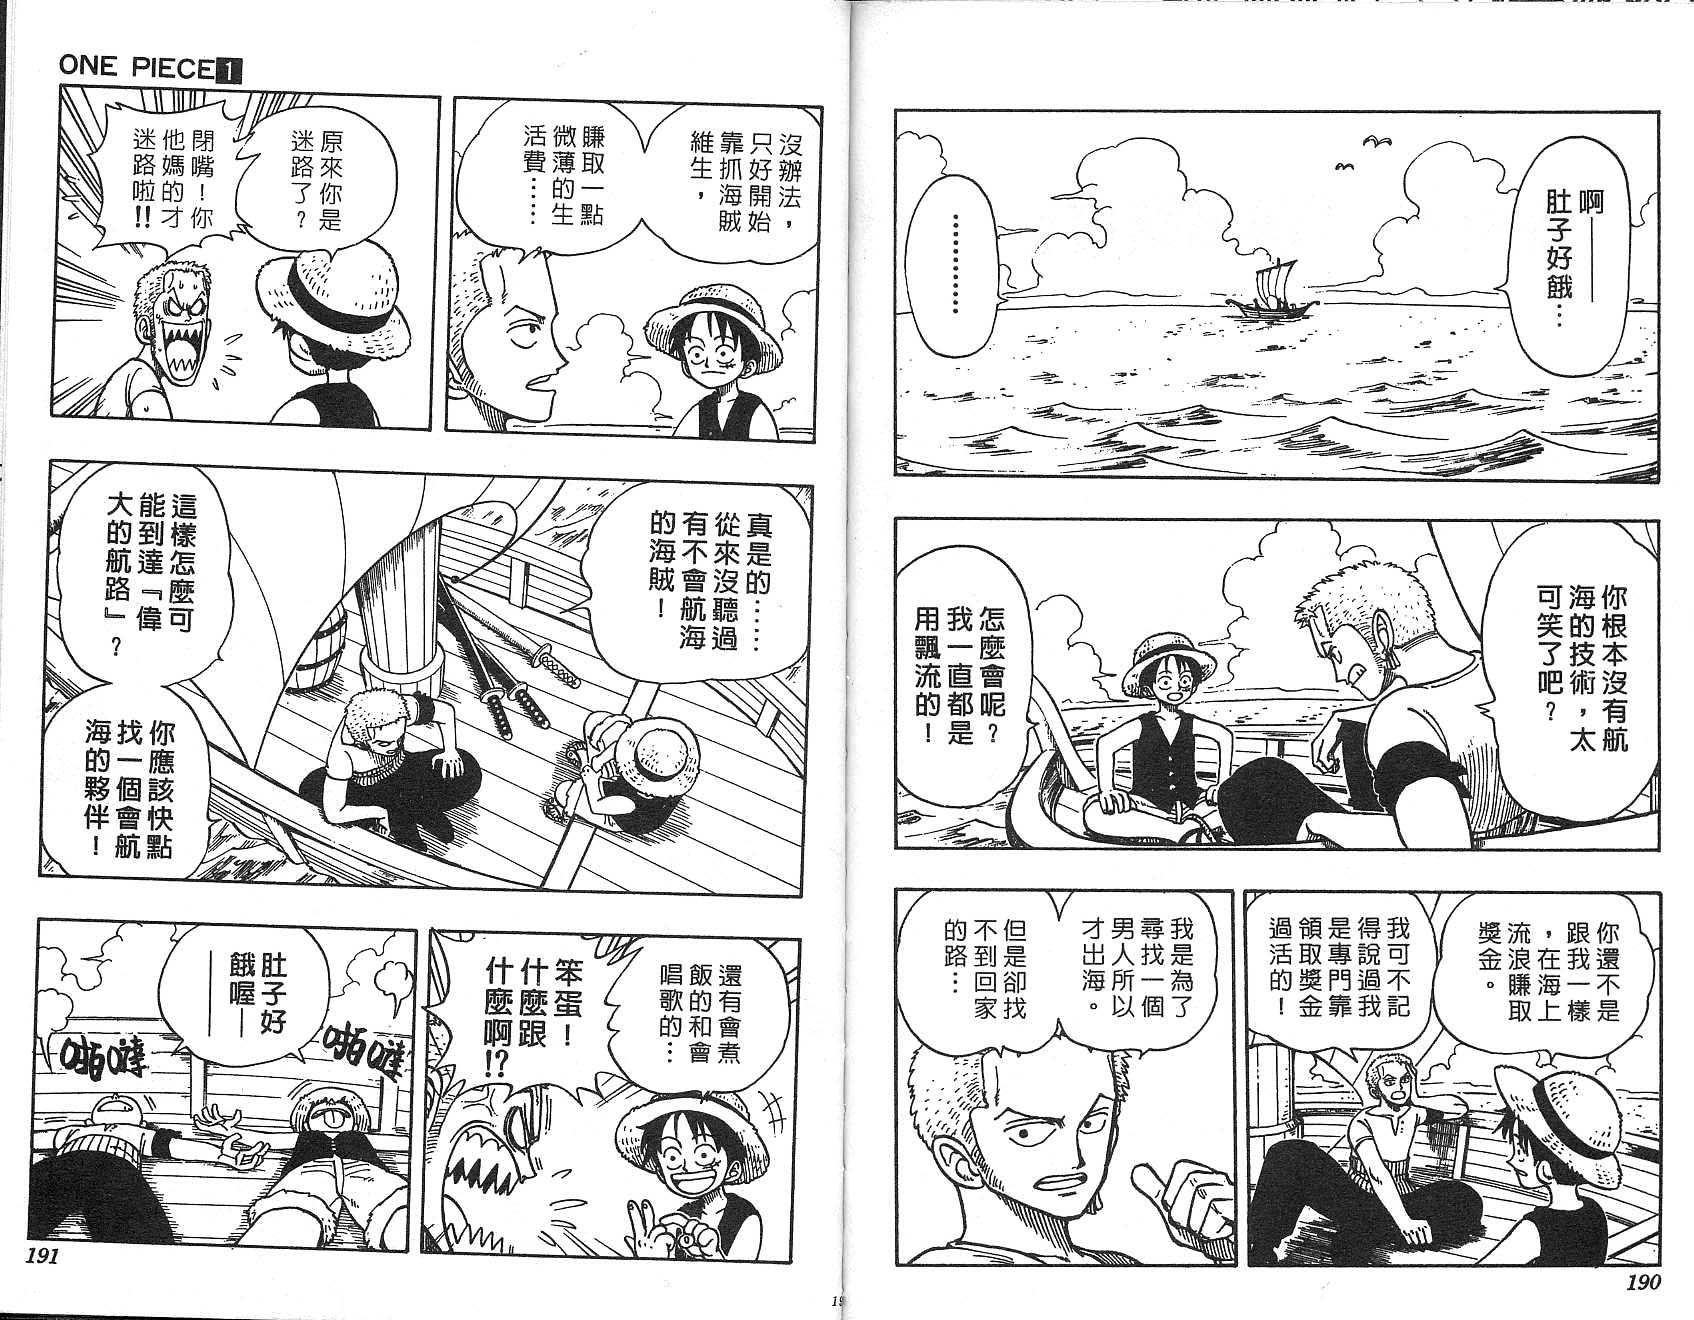 啊——
肚子好餓…
…………
你根本沒有航
海的技術，太
可笑了吧？
怎麼會呢？
我一直都是
用飄流的！
你還不是
跟我一樣
，在海上
流浪賺取
獎金。
我可不記
得說過我
是專門靠
領取獎金
過活的！
我是為了
尋找一個
男人所以
才出海。
但是卻找
不到回家
的路…
190
ONE PIECE 1
沒辦法，
只好開始
靠抓海賊
維生，
賺取一點
微薄的生
活費……
原來你是
迷路了？
閉嘴！你
他媽的才
迷路啦!!
真是的……
從來沒聽過
有不會航海
的海賊！
這樣怎麼可
能到達『偉
大的航路』？
你應該快點
找一個會航
海的夥伴！
還有會煮
飯的和會
唱歌的…
笨蛋！
什麼跟
什麼啊!?
肚子好
餓喔——
啪噠
啪噠
191